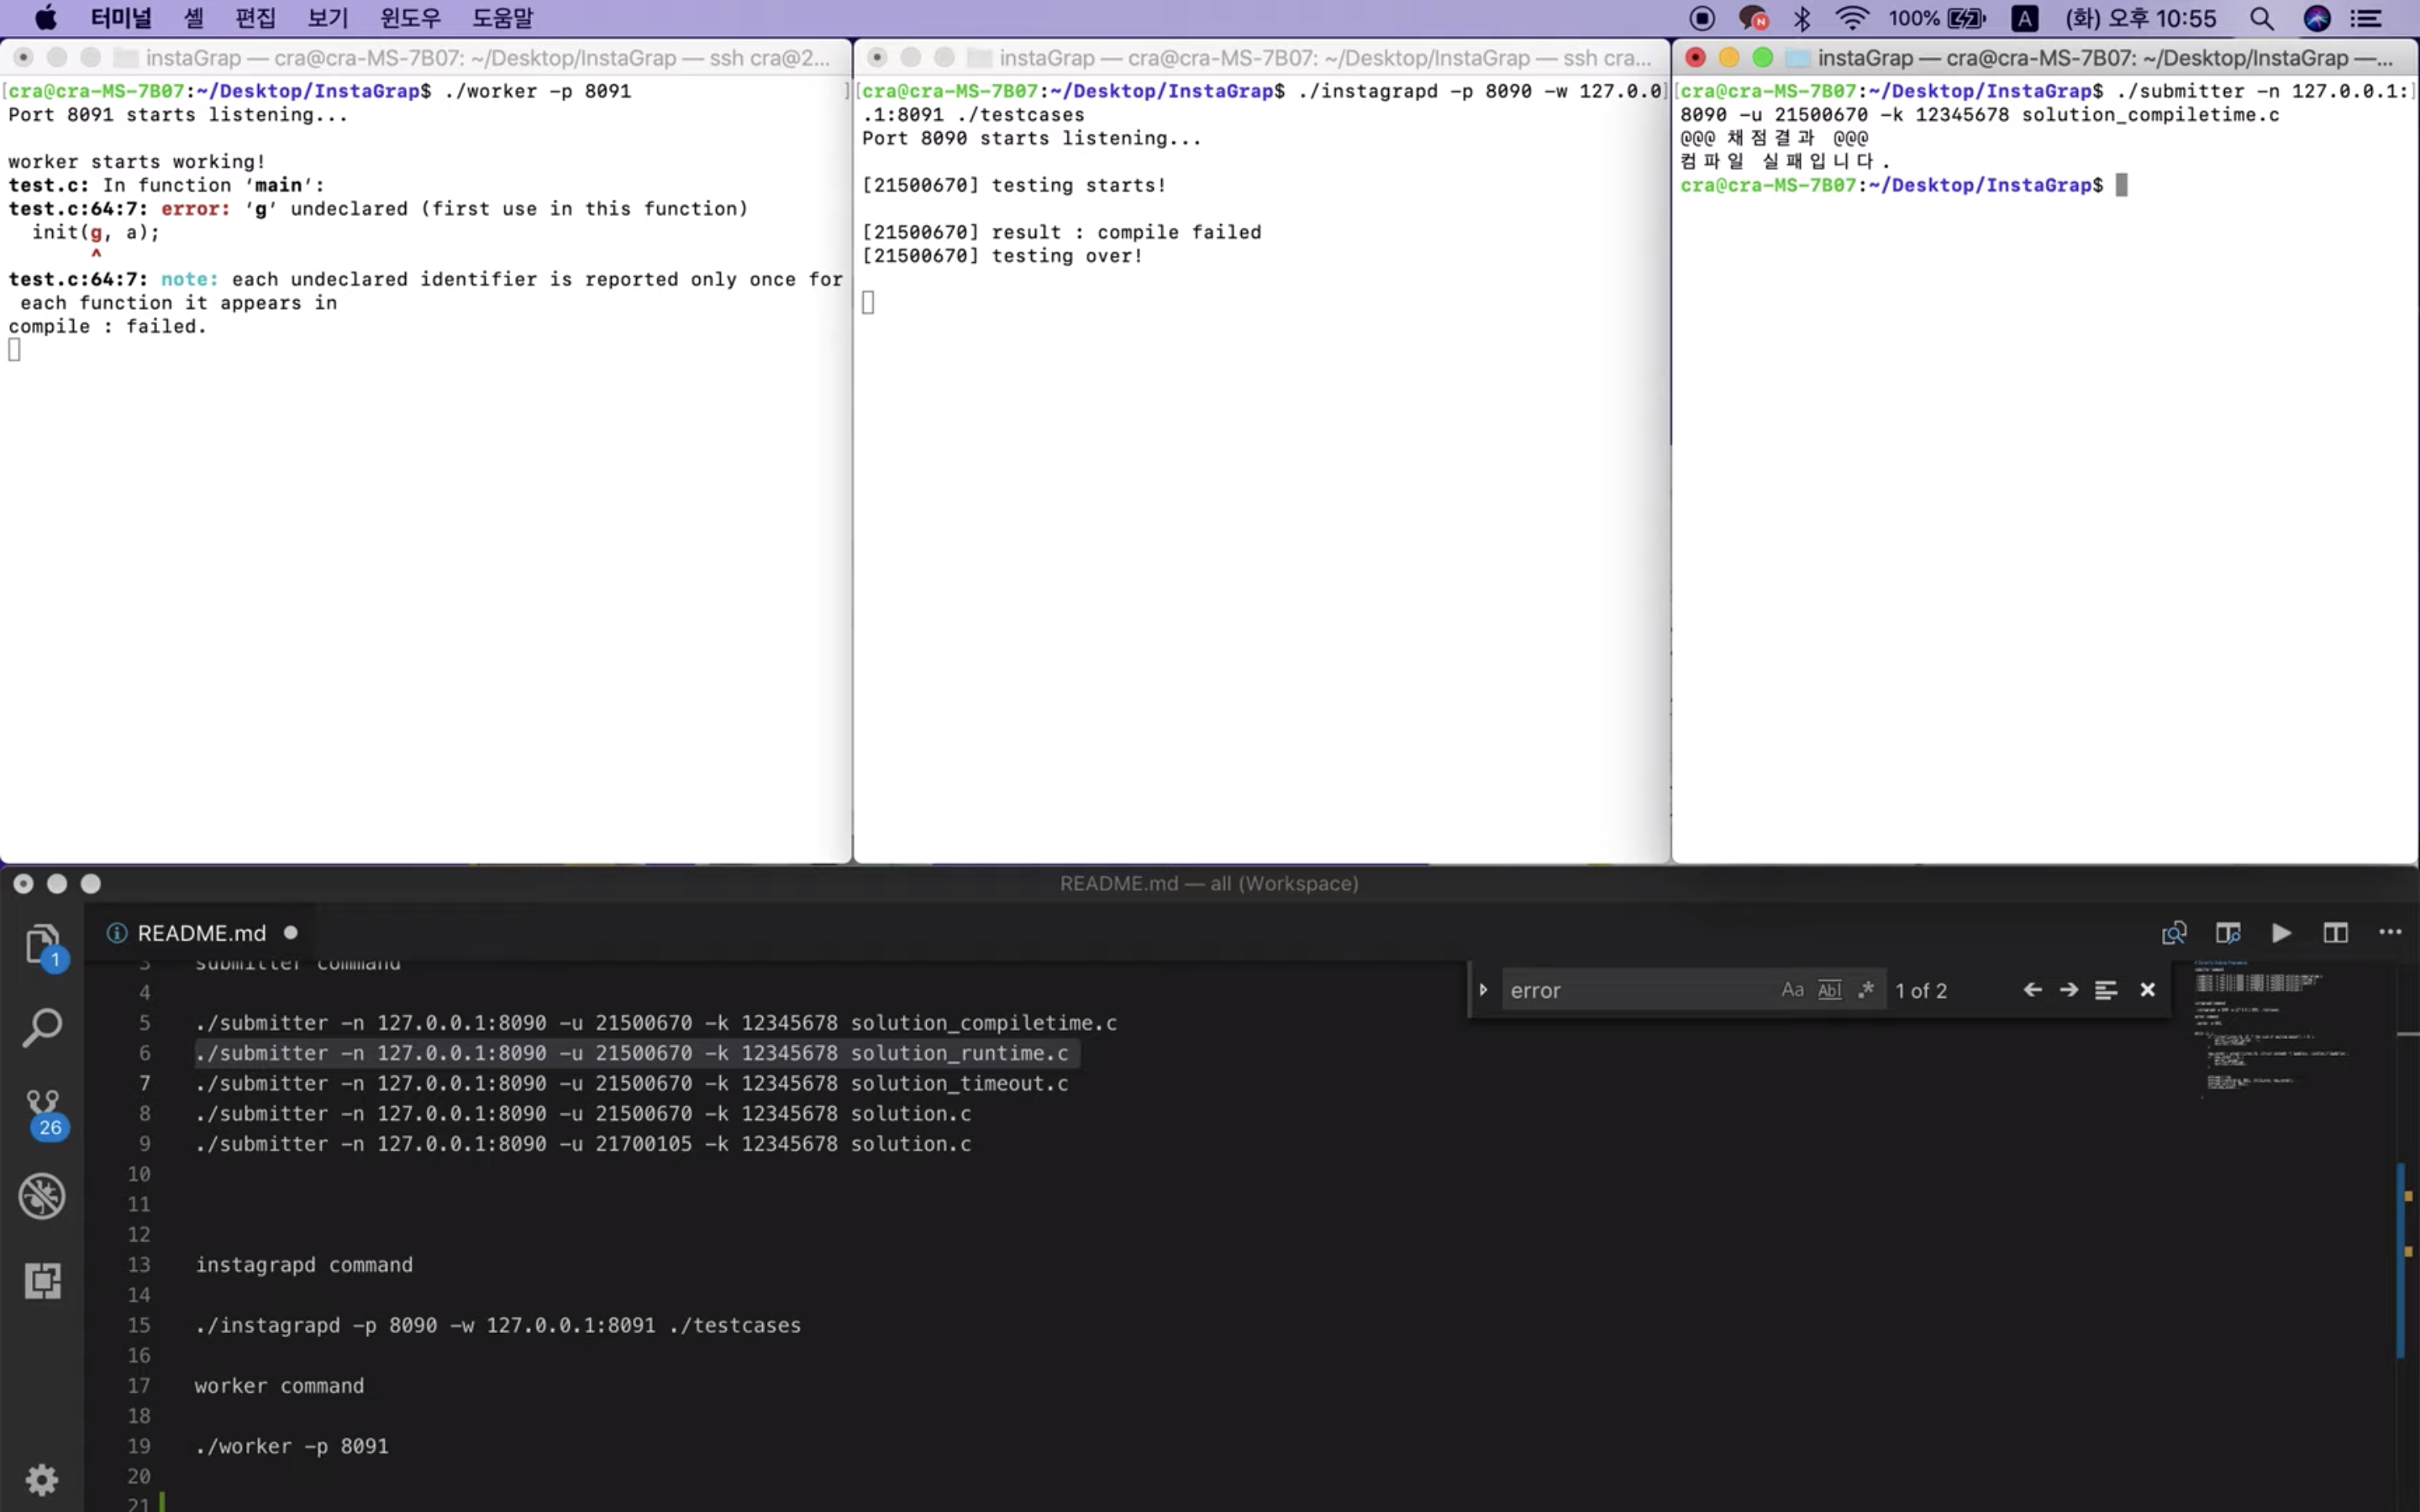 터미널 셸 편집 보기 윈도우 도움말
100% A (화) 오후 10:55
instaGrap — cra@cra-MS-7B07: ~/Desktop/InstaGrap — ssh cra@2...
cra@cra-MS-7B07:~/Desktop/InstaGrap$ ./worker -p 8091
Port 8091 starts listening...
worker starts working!
test.c: In function ‘main’:
test.c:64:7: error: ‘g’ undeclared (first use in this function)
init(g, a);
^
test.c:64:7: note: each undeclared identifier is reported only once for
each function it appears in
compile : failed.
instaGrap — cra@cra-MS-7B07: ~/Desktop/InstaGrap — ssh cra...
cra@cra-MS-7B07:~/Desktop/InstaGrap$ ./instagrapd -p 8090 -w 127.0.0
.1:8091 ./testcases
Port 8090 starts listening...
[21500670] testing starts!
[21500670] result : compile failed
[21500670] testing over!
instaGrap — cra@cra-MS-7B07: ~/Desktop/InstaGrap —...
cra@cra-MS-7B07:~/Desktop/InstaGrap$ ./submitter -n 127.0.0.1:
8090 -u 21500670 -k 12345678 solution_compiletime.c
@@@ 채점결과 @@@
컴파일 실패입니다.
cra@cra-MS-7B07:~/Desktop/InstaGrap$
README.md — all (Workspace)
README.md
1
26
error Aa Abl .* 1 of 2
3 submitter command
4
5 ./submitter -n 127.0.0.1:8090 -u 21500670 -k 12345678 solution_compiletime.c
6 ./submitter -n 127.0.0.1:8090 -u 21500670 -k 12345678 solution_runtime.c
7 ./submitter -n 127.0.0.1:8090 -u 21500670 -k 12345678 solution_timeout.c
8 ./submitter -n 127.0.0.1:8090 -u 21500670 -k 12345678 solution.c
9 ./submitter -n 127.0.0.1:8090 -u 21700105 -k 12345678 solution.c
10
11
12
13 instagrapd command
14
15 ./instagrapd -p 8090 -w 127.0.0.1:8091 ./testcases
16
17 worker command
18
19 ./worker -p 8091
20
21